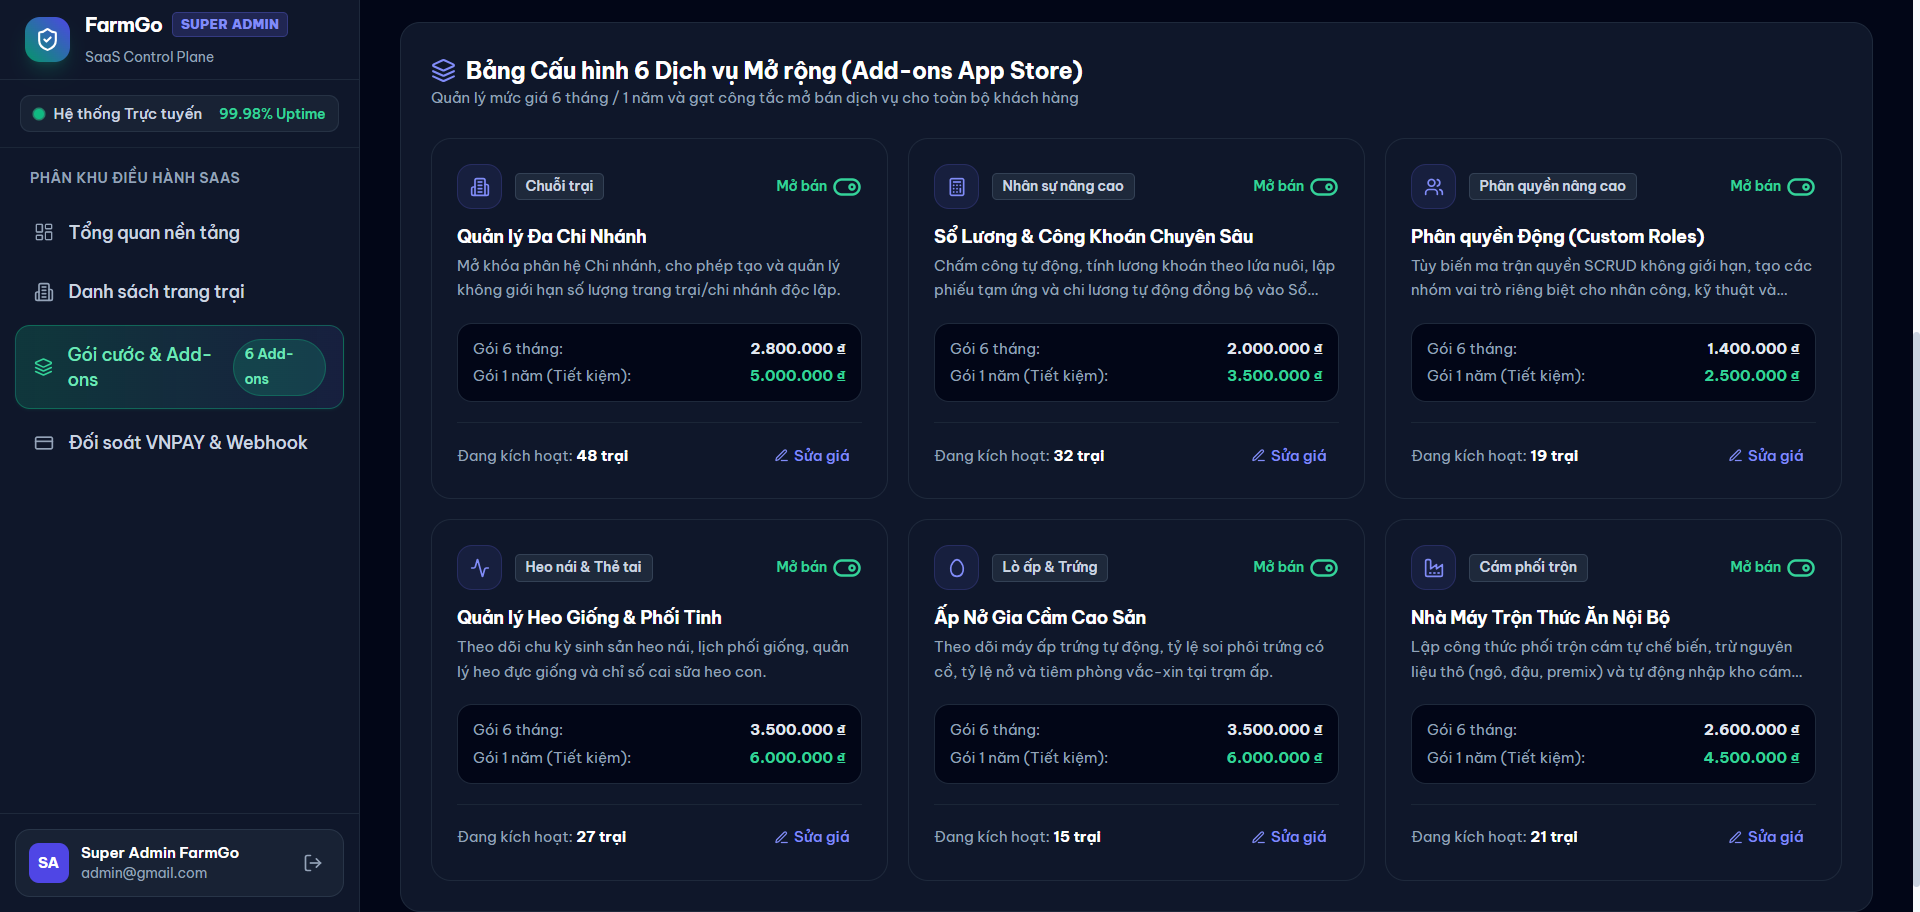 FarmGo SUPER ADMIN
SaaS Control Plane
Hệ thống Trực tuyến 99.98% Uptime
PHÂN KHU ĐIỀU HÀNH SAAS
Tổng quan nền tảng
Danh sách trang trại
Gói cước & Add-
ons
6 Add-
ons
Đối soát VNPAY & Webhook
SA
Super Admin FarmGo
admin@gmail.com
Bảng Cấu hình 6 Dịch vụ Mở rộng (Add-ons App Store)
Quản lý mức giá 6 tháng / 1 năm và gạt công tắc mở bán dịch vụ cho toàn bộ khách hàng
Chuỗi trại Mở bán
Quản lý Đa Chi Nhánh
Mở khóa phân hệ Chi nhánh, cho phép tạo và quản lý
không giới hạn số lượng trang trại/chi nhánh độc lập.
Gói 6 tháng: 2.800.000 ₫
Gói 1 năm (Tiết kiệm): 5.000.000 ₫
Đang kích hoạt: 48 trại Sửa giá
Nhân sự nâng cao Mở bán
Sổ Lương & Công Khoán Chuyên Sâu
Chấm công tự động, tính lương khoán theo lứa nuôi, lập
phiếu tạm ứng và chi lương tự động đồng bộ vào Sổ...
Gói 6 tháng: 2.000.000 ₫
Gói 1 năm (Tiết kiệm): 3.500.000 ₫
Đang kích hoạt: 32 trại Sửa giá
Phân quyền nâng cao Mở bán
Phân quyền Động (Custom Roles)
Tùy biến ma trận quyền SCRUD không giới hạn, tạo các
nhóm vai trò riêng biệt cho nhân công, kỹ thuật và...
Gói 6 tháng: 1.400.000 ₫
Gói 1 năm (Tiết kiệm): 2.500.000 ₫
Đang kích hoạt: 19 trại Sửa giá
Heo nái & Thẻ tai Mở bán
Quản lý Heo Giống & Phối Tinh
Theo dõi chu kỳ sinh sản heo nái, lịch phối giống, quản
lý heo đực giống và chỉ số cai sữa heo con.
Gói 6 tháng: 3.500.000 ₫
Gói 1 năm (Tiết kiệm): 6.000.000 ₫
Đang kích hoạt: 27 trại Sửa giá
Lò ấp & Trứng Mở bán
Ấp Nở Gia Cầm Cao Sản
Theo dõi máy ấp trứng tự động, tỷ lệ soi phôi trứng có
cồ, tỷ lệ nở và tiêm phòng vắc-xin tại trạm ấp.
Gói 6 tháng: 3.500.000 ₫
Gói 1 năm (Tiết kiệm): 6.000.000 ₫
Đang kích hoạt: 15 trại Sửa giá
Cám phối trộn Mở bán
Nhà Máy Trộn Thức Ăn Nội Bộ
Lập công thức phối trộn cám tự chế biến, trừ nguyên
liệu thô (ngô, đậu, premix) và tự động nhập kho cám...
Gói 6 tháng: 2.600.000 ₫
Gói 1 năm (Tiết kiệm): 4.500.000 ₫
Đang kích hoạt: 21 trại Sửa giá